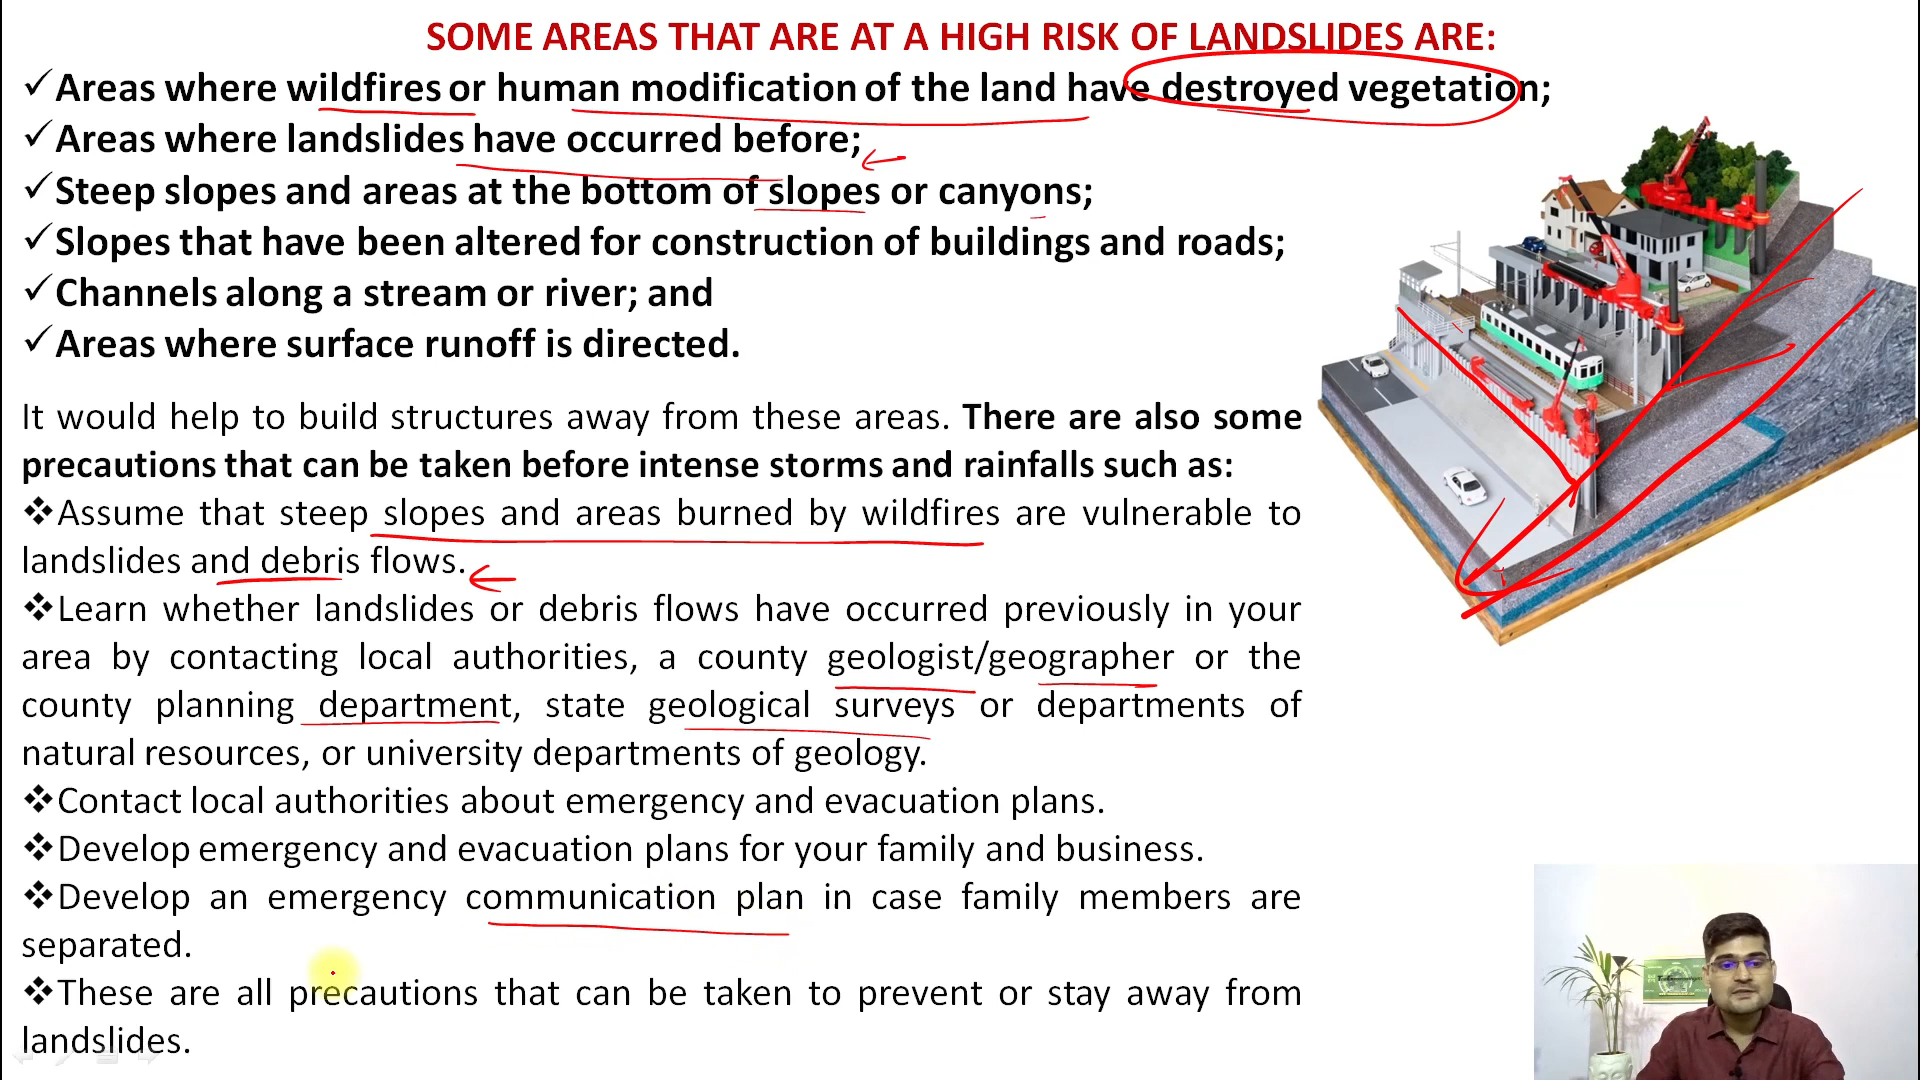 SOME AREAS THAT ARE AT A HIGH RISK OF LANDSLIDES ARE:
✓Areas where wildfires or human modification of the land have destroyed vegetation;
✓Areas where landslides have occurred before;
✓Steep slopes and areas at the bottom of slopes or canyons;
✓Slopes that have been altered for construction of buildings and roads;
✓Channels along a stream or river; and
✓Areas where surface runoff is directed.
It would help to build structures away from these areas. There are also some
precautions that can be taken before intense storms and rainfalls such as:
❖Assume that steep slopes and areas burned by wildfires are vulnerable to
landslides and debris flows.
❖Learn whether landslides or debris flows have occurred previously in your
area by contacting local authorities, a county geologist/geographer or the
county planning department, state geological surveys or departments of
natural resources, or university departments of geology.
❖Contact local authorities about emergency and evacuation plans.
❖Develop emergency and evacuation plans for your family and business.
❖Develop an emergency communication plan in case family members are
separated.
❖These are all precautions that can be taken to prevent or stay away from
landslides.